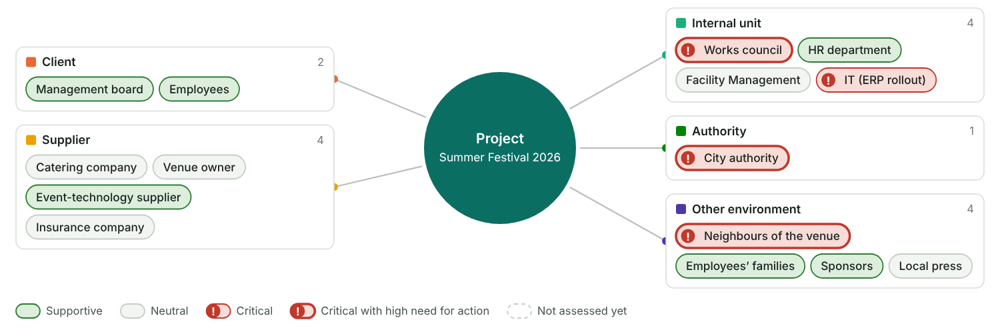 Client 2
Management board Employees
Supplier 4
Catering company Venue owner
Event-technology supplier
Insurance company
Project
Summer Festival 2026
Internal unit 4
! Works council HR department
Facility Management ! IT (ERP rollout)
Authority 1
! City authority
Other environment 4
! Neighbours of the venue
Employees’ families Sponsors Local press
Supportive Neutral ! Critical ! Critical with high need for action Not assessed yet